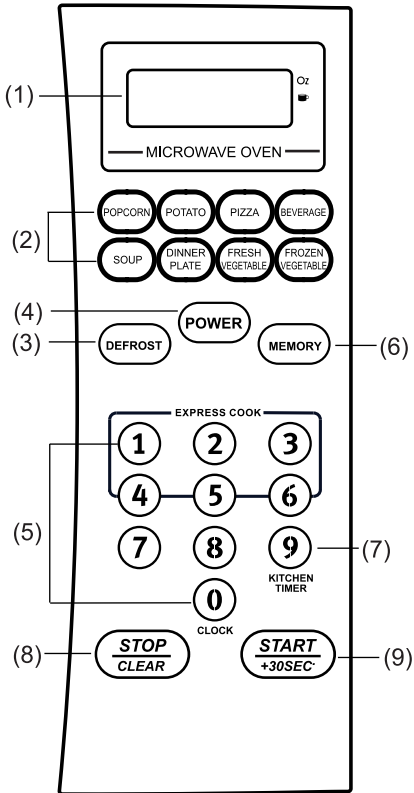 (1)
Oz
MICROWAVE OVEN
(2)
POPCORN POTATO PIZZA BEVERAGE
SOUP DINNER PLATE FRESH VEGETABLE FROZEN VEGETABLE
(4)
POWER
(3)
DEFROST
MEMORY
(6)
EXPRESS COOK
1 2 3
4 5 6
(5)
7 8 9
(7)
KITCHEN
TIMER
0
CLOCK
(8)
STOP
CLEAR
START
+30SEC.
(9)